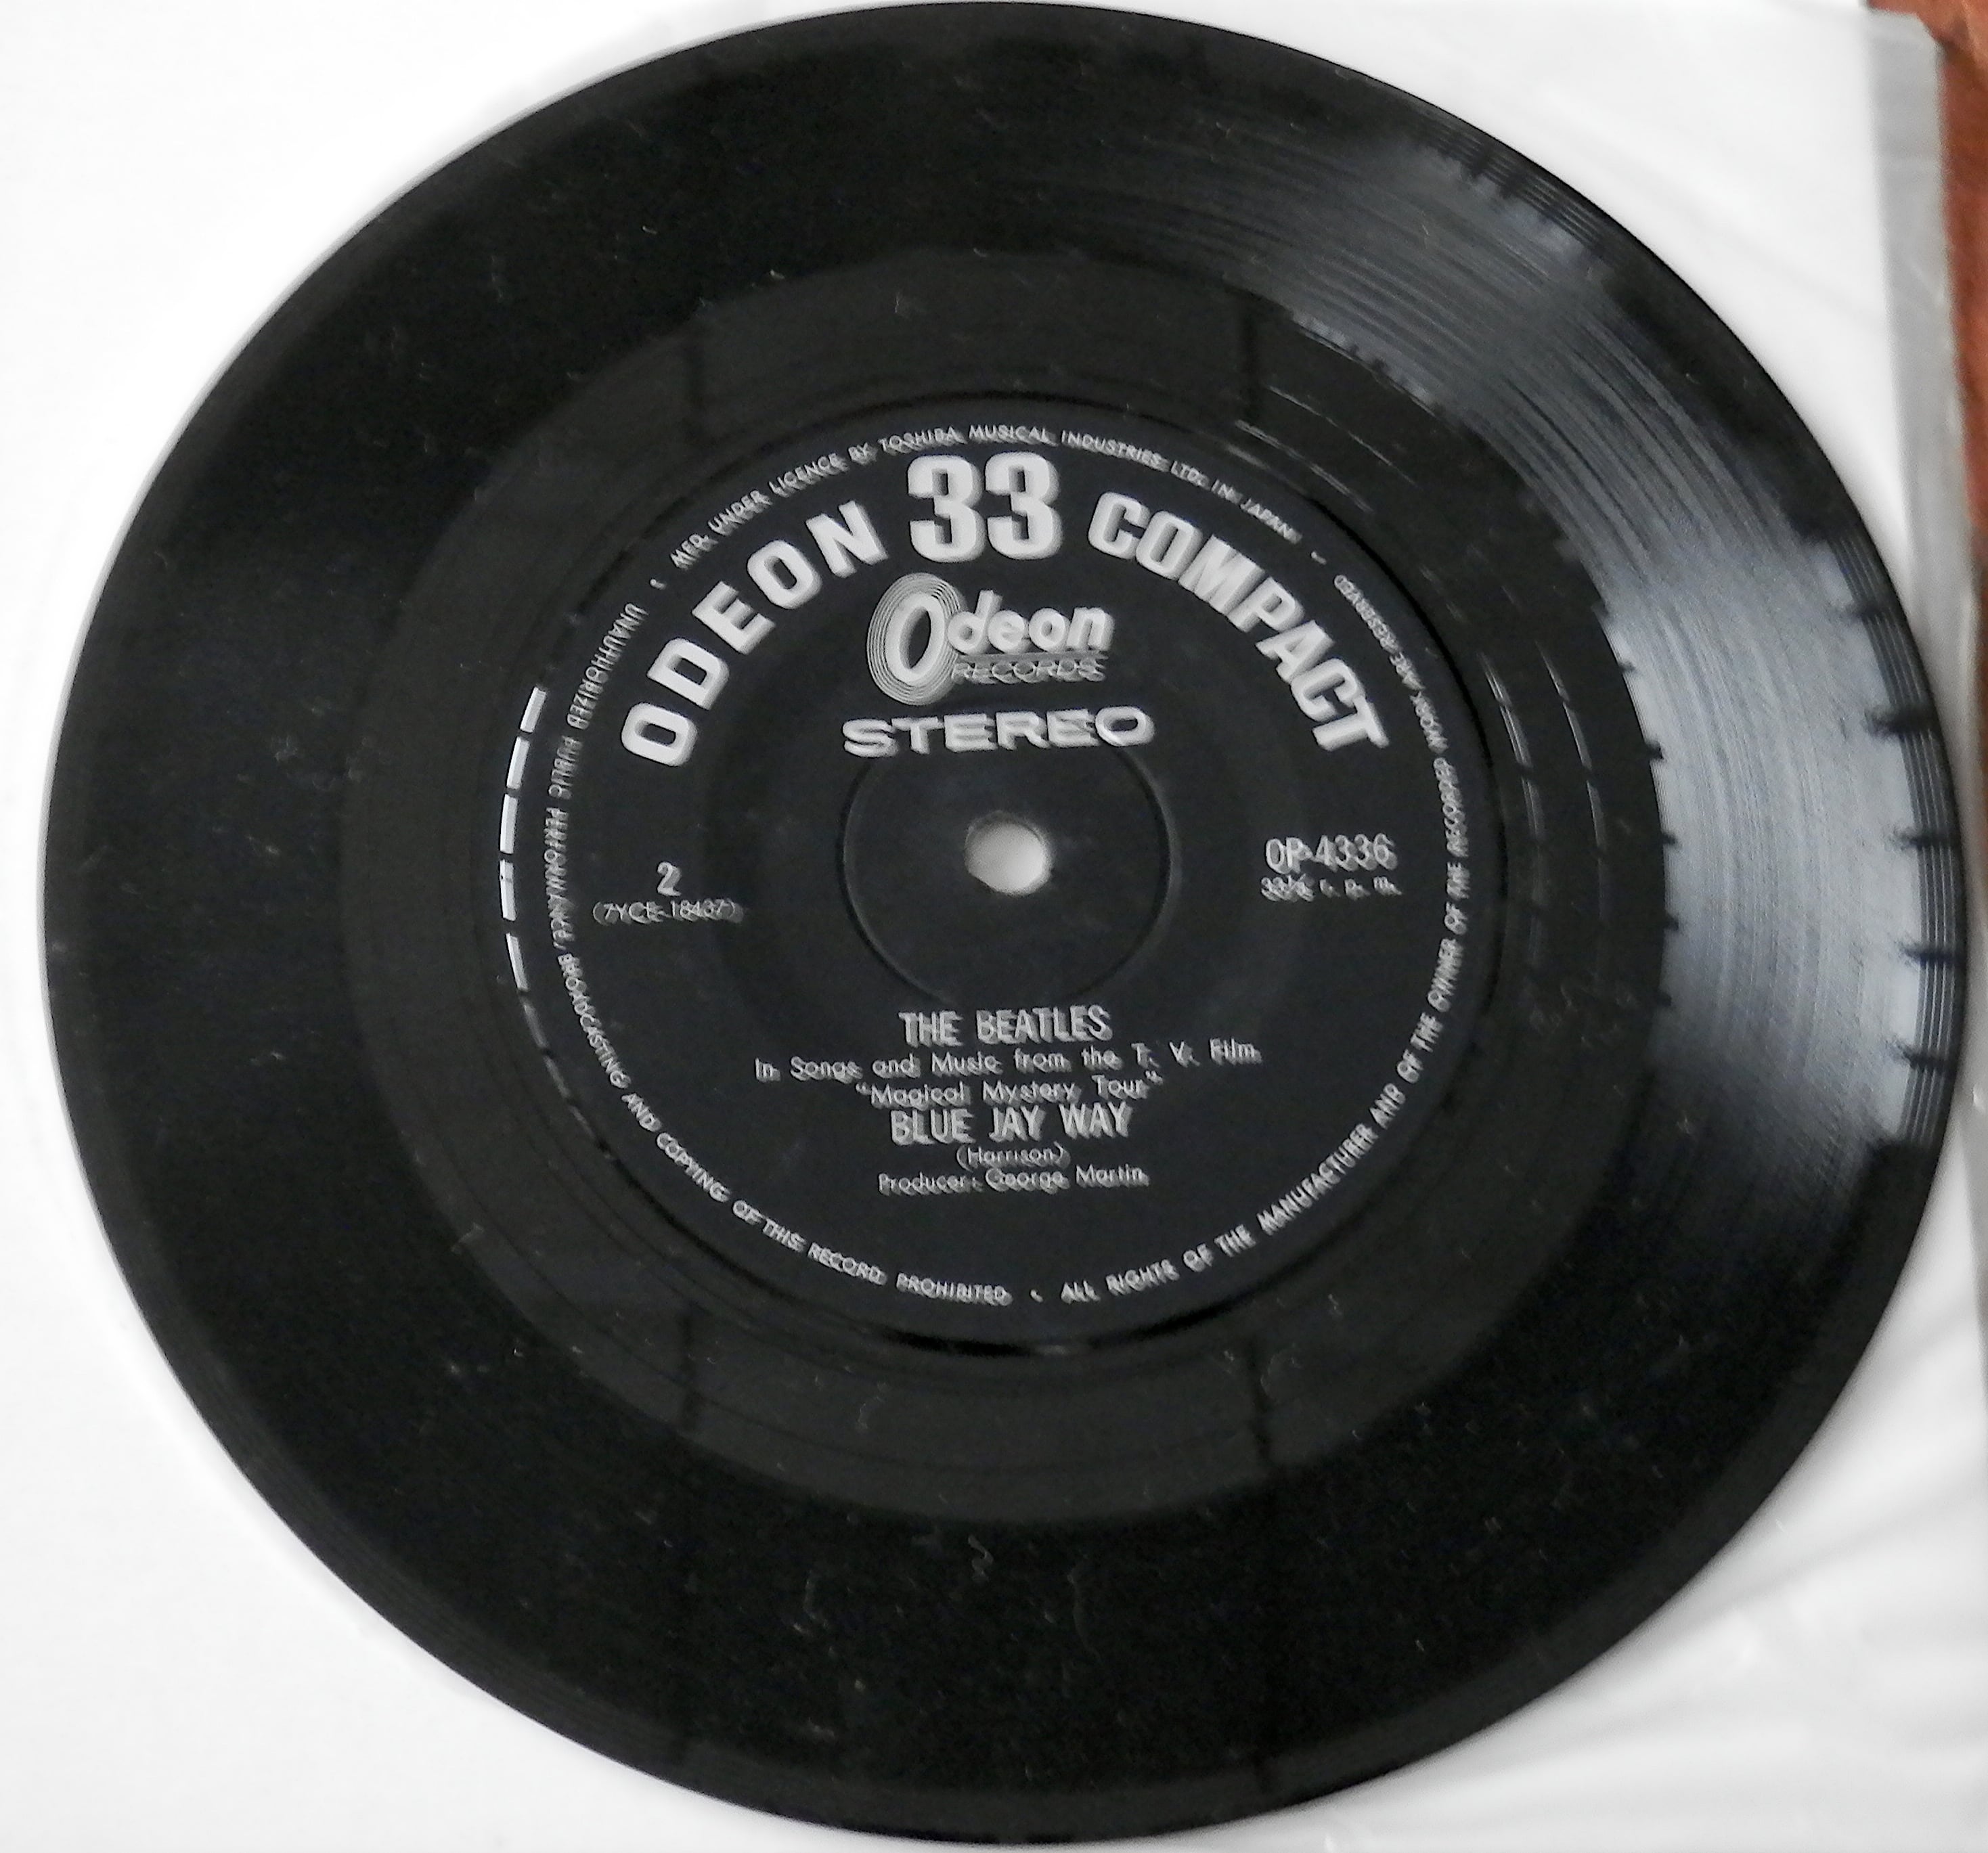 MFD. UNDER LICENCE BY TOSHIBA MUSICAL INDUSTRIES LTD. IN JAPAN
ODEON 33 COMPACT
Odeon
RECORDS
STEREO
2
(7YCE-18437)
OP-4336
33⅓ r. p. m.
THE BEATLES
In Songs and Music from the T. V. Film
"Magical Mystery Tour"
BLUE JAY WAY
(Harrison)
Producer: George Martin
UNAUTHORIZED PUBLIC PERFORMANCE, BROADCASTING AND COPYING OF THIS RECORD PROHIBITED • ALL RIGHTS OF THE MANUFACTURER AND OF THE OWNER OF THE RECORDED WORK ARE RESERVED